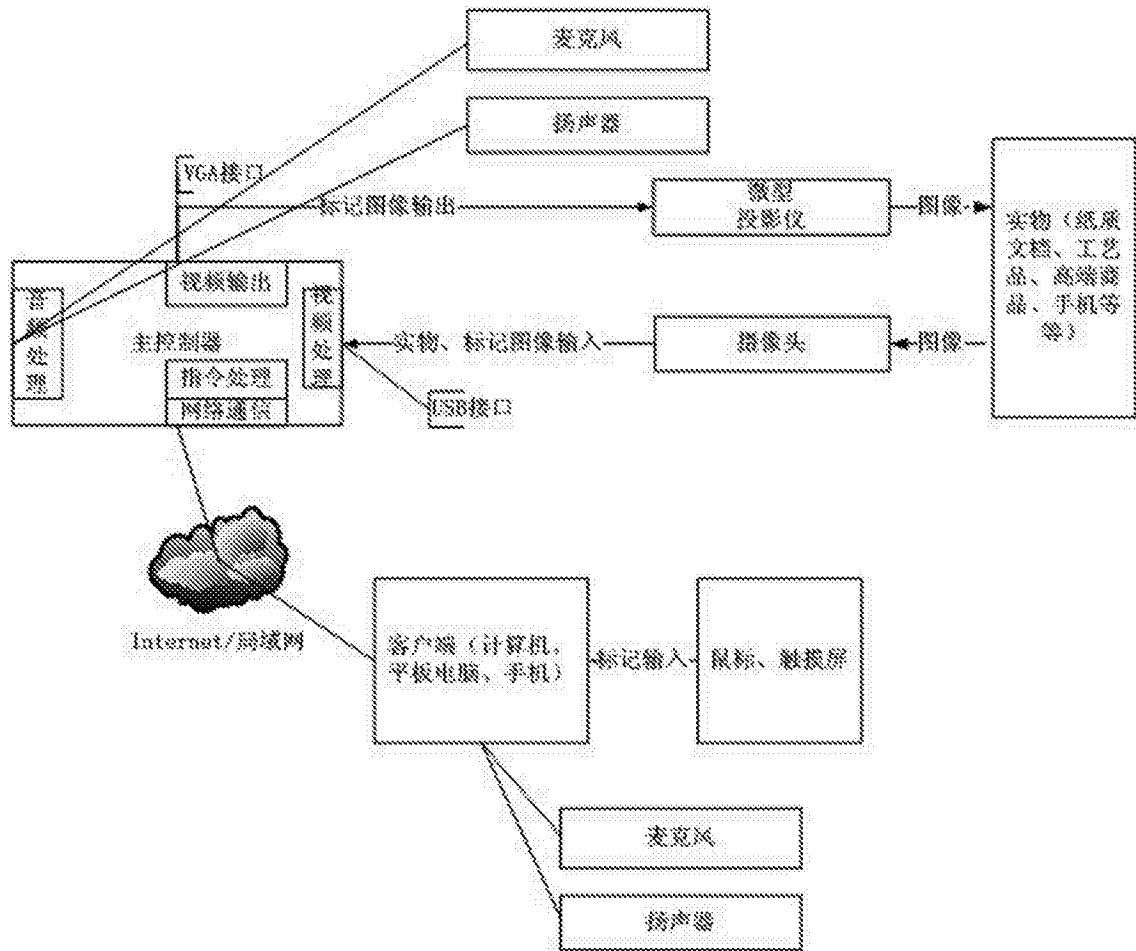 麦克风
扬声器
VGA接口
标记图像输出
微型
投影仪
图像
实物（纸质
文档、工艺
品、高端商
品、手机等
等）
视频输出
音
频
处
理
主控制器
视
频
处
理
实物、标记图像输入
摄像头
图像
指令处理
网络通信
USB接口
Internet/局域网
客户端（计算机，
平板电脑、手机）
标记输入
鼠标、触摸屏
麦克风
扬声器